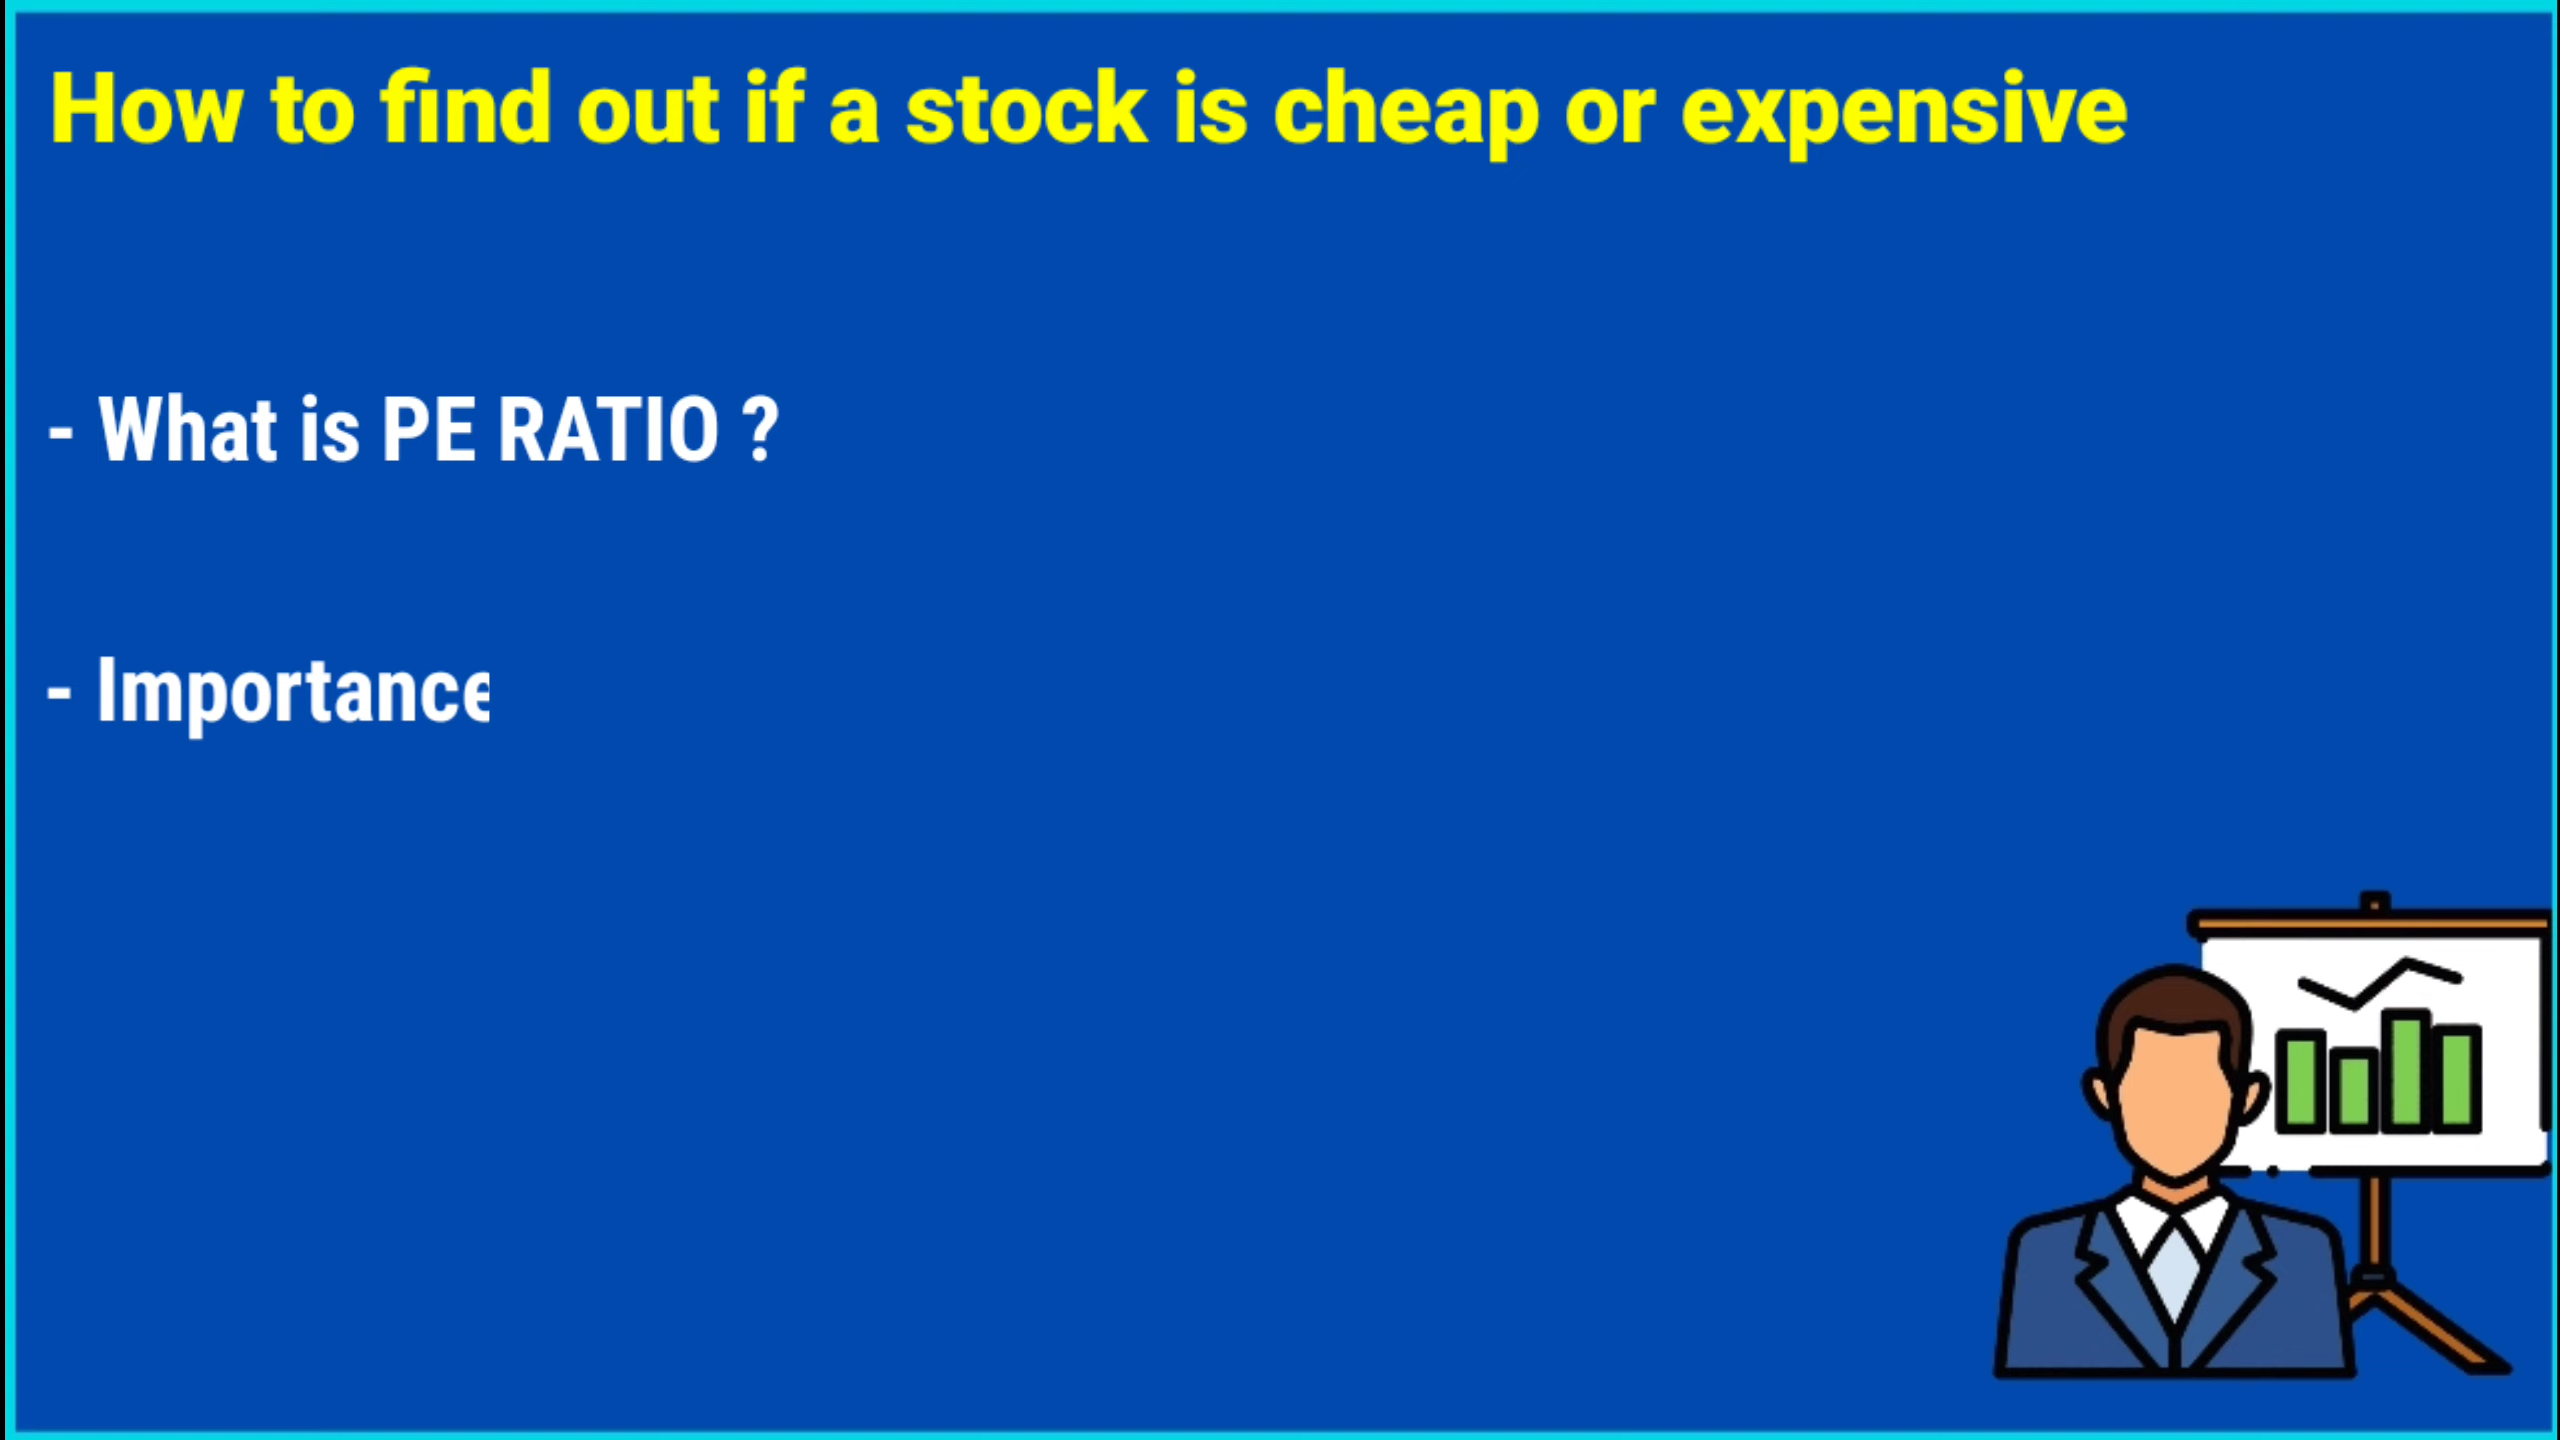 How to find out if a stock is cheap or expensive
- What is PE RATIO ?
- Importance